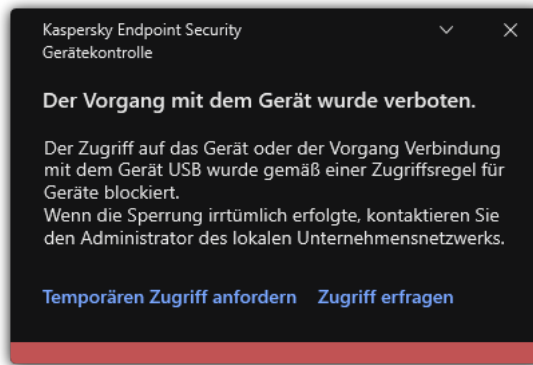 Kaspersky Endpoint Security
Gerätekontrolle
Der Vorgang mit dem Gerät wurde verboten.
Der Zugriff auf das Gerät oder der Vorgang Verbindung
mit dem Gerät USB wurde gemäß einer Zugriffsregel für
Geräte blockiert.
Wenn die Sperrung irrtümlich erfolgte, kontaktieren Sie
den Administrator des lokalen Unternehmensnetzwerks.
Temporären Zugriff anfordern Zugriff erfragen